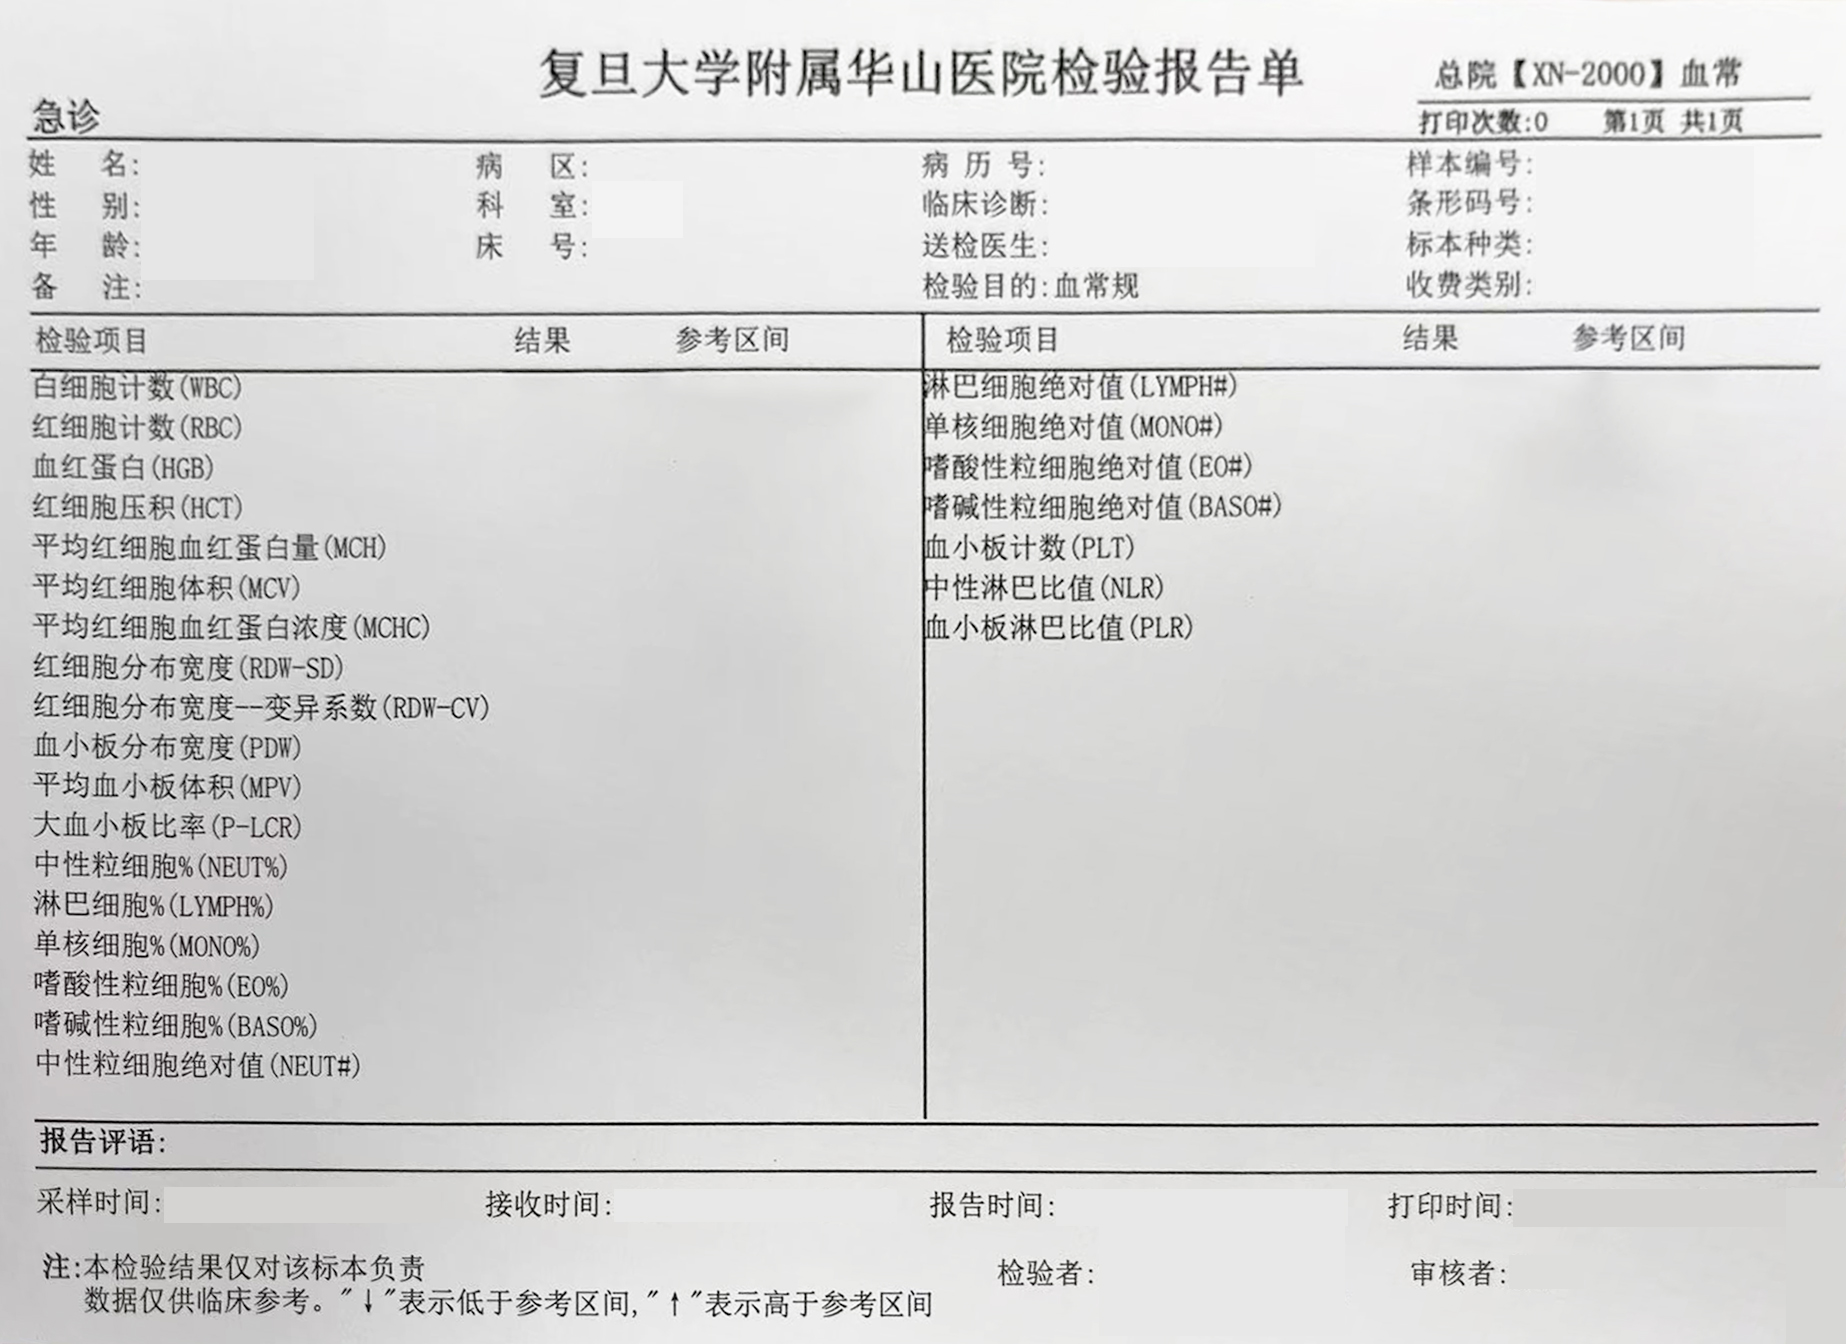 复旦大学附属华山医院检验报告单
总院【XN-2000】血常
急诊
打印次数:0 第1页 共1页
姓 名: 病 区: 病 历 号: 样本编号:
性 别: 科 室: 临床诊断: 条形码号:
年 龄: 床 号: 送检医生: 标本种类:
备 注: 检验目的:血常规 收费类别:
检验项目 结果 参考区间 检验项目 结果 参考区间
白细胞计数(WBC)
红细胞计数(RBC)
血红蛋白(HGB)
红细胞压积(HCT)
平均红细胞血红蛋白量(MCH)
平均红细胞体积(MCV)
平均红细胞血红蛋白浓度(MCHC)
红细胞分布宽度(RDW-SD)
红细胞分布宽度--变异系数(RDW-CV)
血小板分布宽度(PDW)
平均血小板体积(MPV)
大血小板比率(P-LCR)
中性粒细胞%(NEUT%)
淋巴细胞%(LYMPH%)
单核细胞%(MONO%)
嗜酸性粒细胞%(EO%)
嗜碱性粒细胞%(BASO%)
中性粒细胞绝对值(NEUT#)
淋巴细胞绝对值(LYMPH#)
单核细胞绝对值(MONO#)
嗜酸性粒细胞绝对值(EO#)
嗜碱性粒细胞绝对值(BASO#)
血小板计数(PLT)
中性淋巴比值(NLR)
血小板淋巴比值(PLR)
报告评语:
采样时间: 接收时间: 报告时间: 打印时间:
注:本检验结果仅对该标本负责
检验者: 审核者:
数据仅供临床参考。"↓"表示低于参考区间,"↑"表示高于参考区间